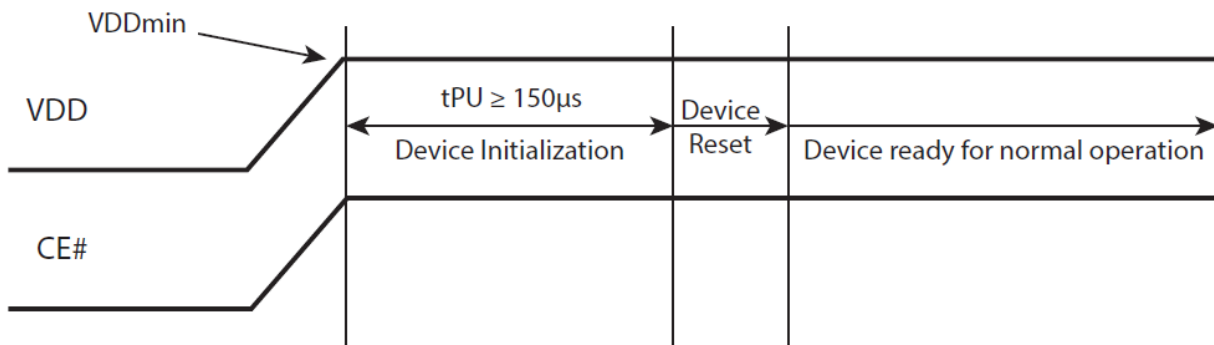 VDDmin
VDD
tPU ≥ 150μs
Device Initialization
Device
Reset
Device ready for normal operation
CE#